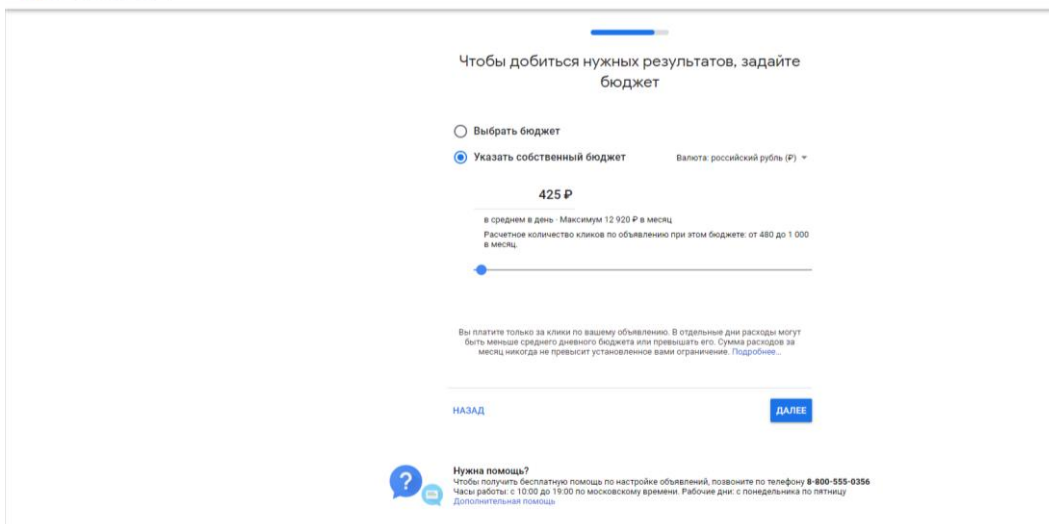 Чтобы добиться нужных результатов, задайте
бюджет
Выбрать бюджет
Указать собственный бюджет Валюта: российский рубль (₽)
425 ₽
в среднем в день · Максимум 12 920 ₽ в месяц
Расчетное количество кликов по объявлению при этом бюджете: от 480 до 1 000
в месяц.
Вы платите только за клики по вашему объявлению. В отдельные дни расходы могут
быть меньше среднего дневного бюджета или превышать его. Сумма расходов за
месяц никогда не превысит установленное вами ограничение. Подробнее...
НАЗАД ДАЛЕЕ
Нужна помощь?
Чтобы получить бесплатную помощь по настройке объявлений, позвоните по телефону 8-800-555-0356
Часы работы: с 10:00 до 19:00 по московскому времени. Рабочие дни: с понедельника по пятницу
Дополнительная помощь